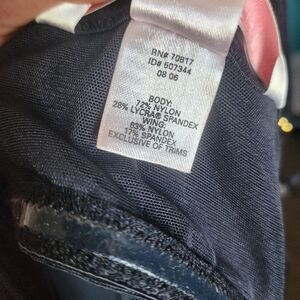 RN# 70817
ID# 507344
08 06
BODY:
72% NYLON
28% LYCRA® SPANDEX
WING:
83% NYLON
17% SPANDEX
EXCLUSIVE OF TRIMS